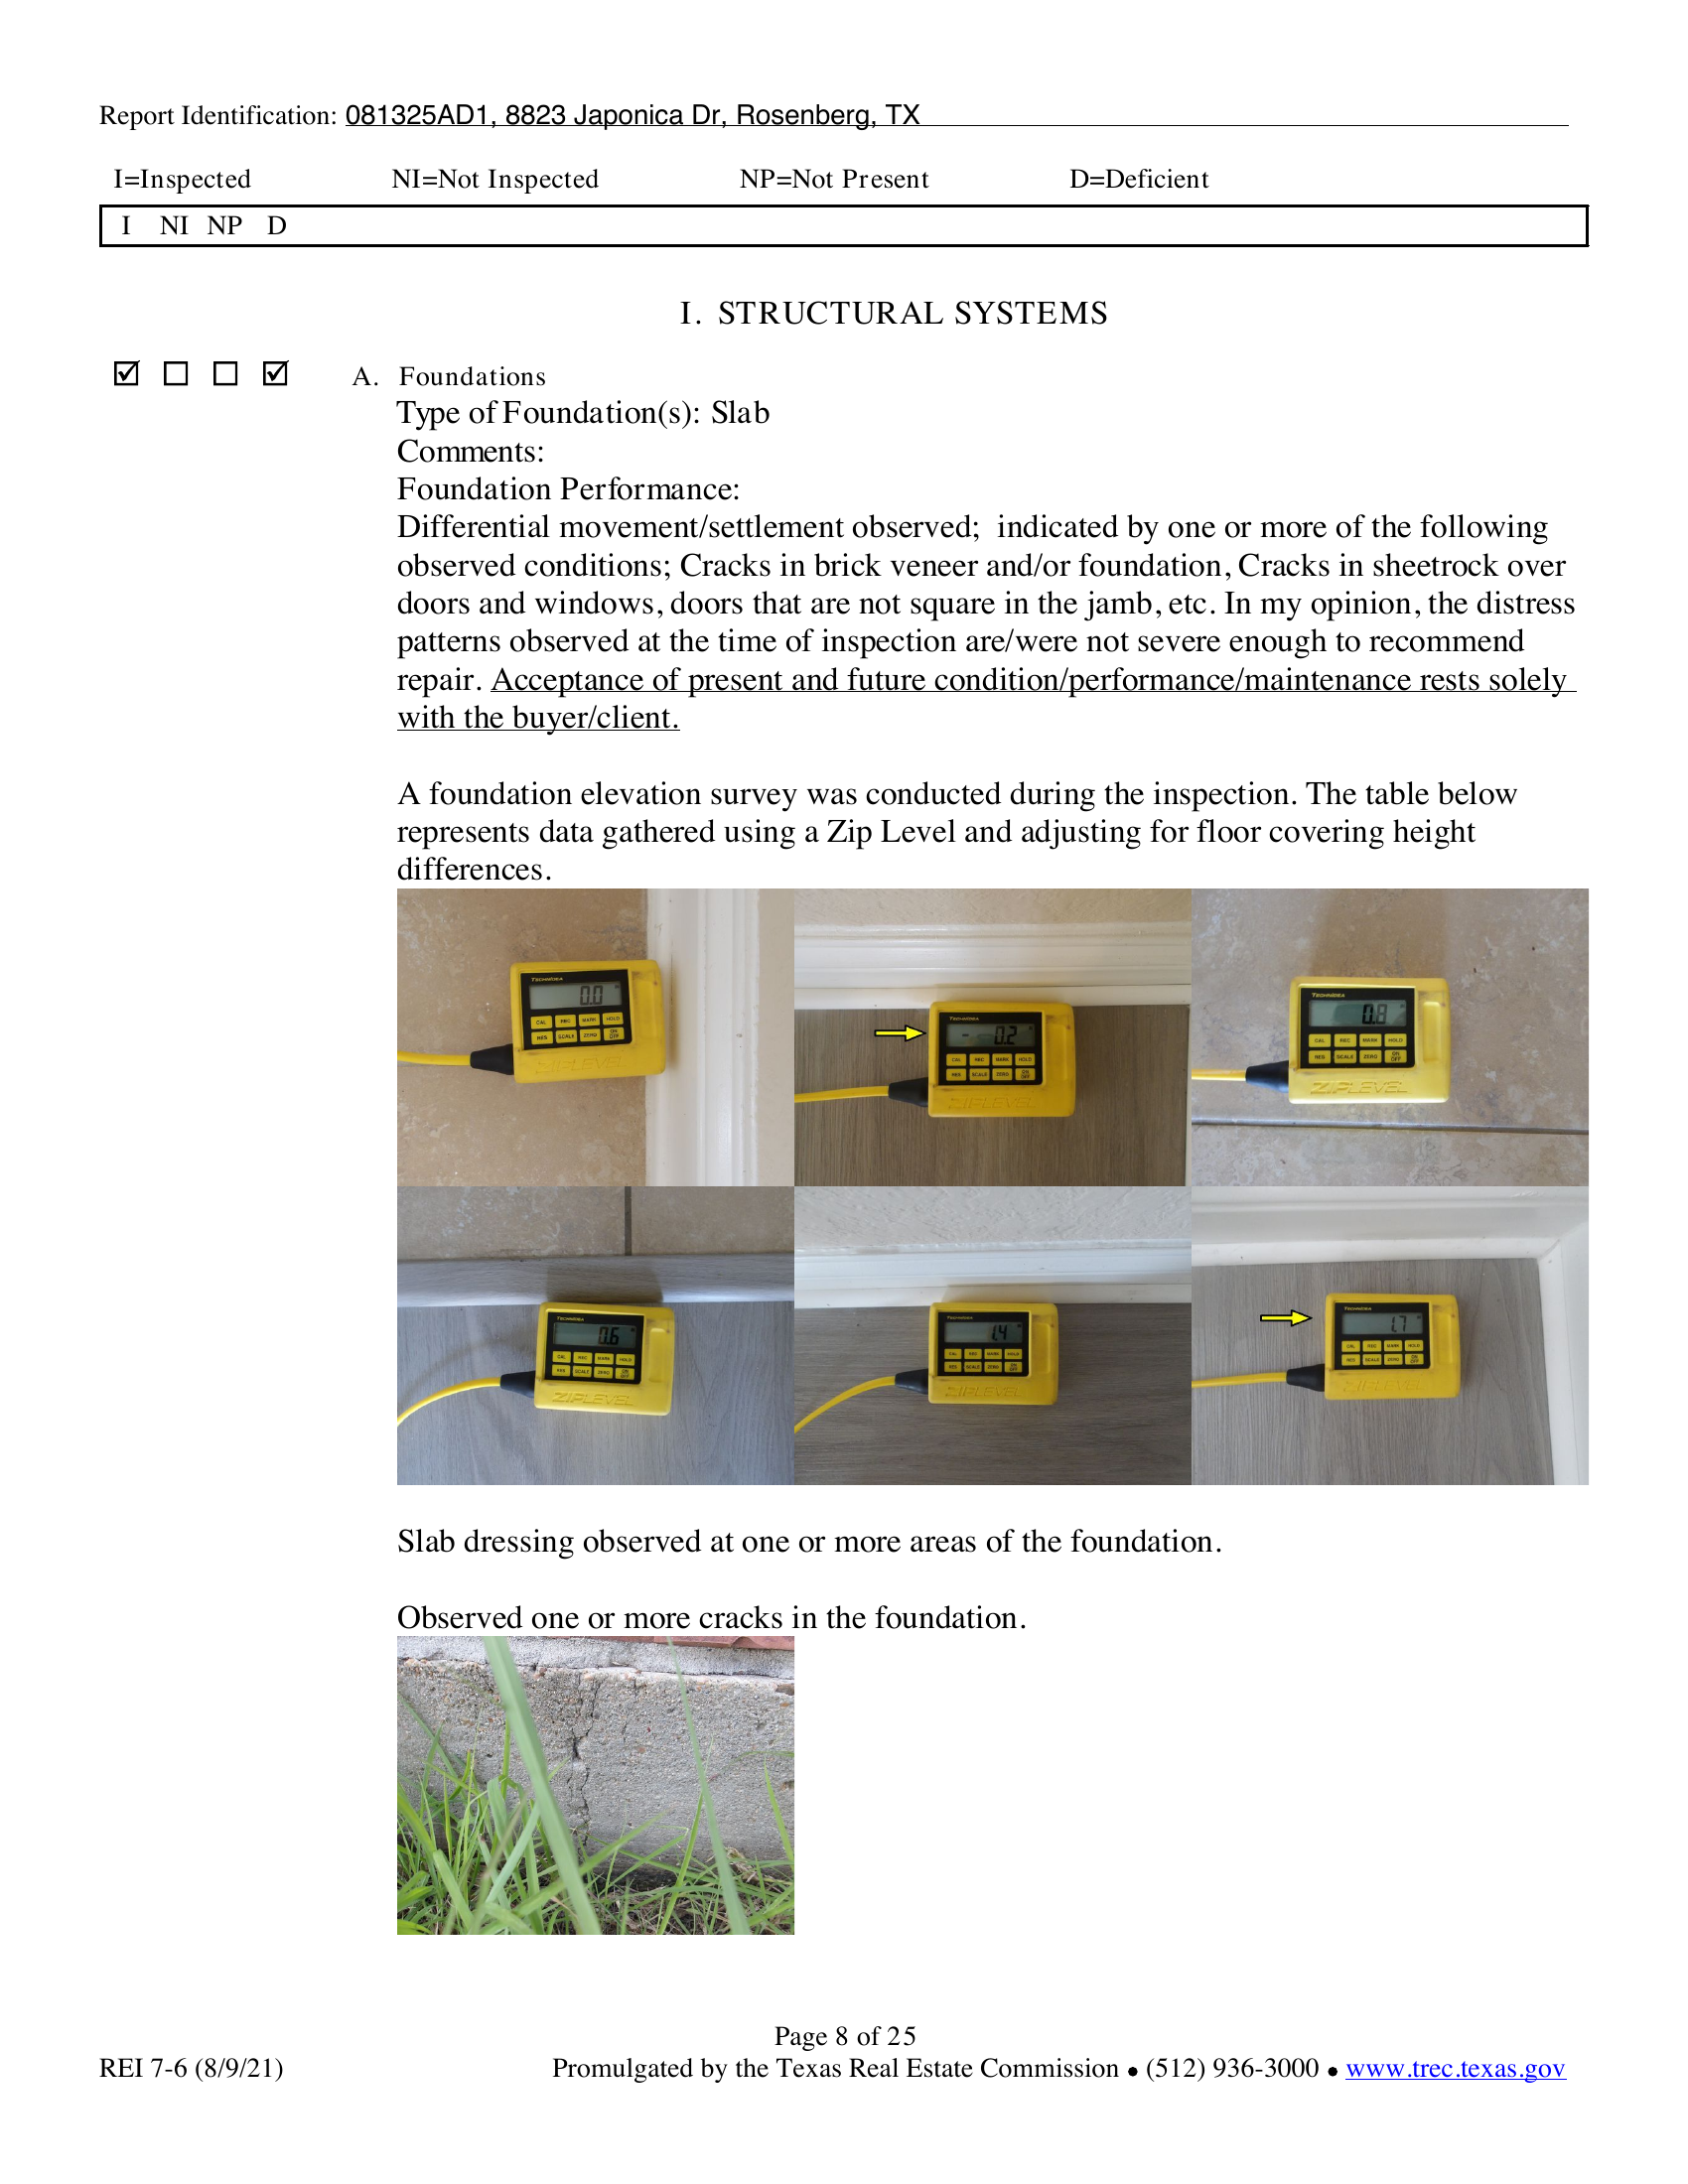 Report Identification: 081325AD1, 8823 Japonica Dr, Rosenberg, TX
I=Inspected NI=Not Inspected NP=Not Present D=Deficient
I NI NP D
I. STRUCTURAL SYSTEMS
A. Foundations
Type of Foundation(s): Slab
Comments:
Foundation Performance:
Differential movement/settlement observed; indicated by one or more of the following
observed conditions; Cracks in brick veneer and/or foundation, Cracks in sheetrock over
doors and windows, doors that are not square in the jamb, etc. In my opinion, the distress
patterns observed at the time of inspection are/were not severe enough to recommend
repair. Acceptance of present and future condition/performance/maintenance rests solely
with the buyer/client.
A foundation elevation survey was conducted during the inspection. The table below
represents data gathered using a Zip Level and adjusting for floor covering height
differences.
TECHNIDEA
0.0
CAL REC MARK HOLD
RES SCALE ZERO ON OFF
ZIPLEVEL
TECHNIDEA
- 0.2
CAL REC MARK HOLD
RES SCALE ZERO ON OFF
ZIPLEVEL
TECHNIDEA
0.8
CAL REC MARK HOLD
RES SCALE ZERO ON OFF
ZIPLEVEL
TECHNIDEA
0.6
CAL REC MARK HOLD
RES SCALE ZERO ON OFF
ZIPLEVEL
TECHNIDEA
1.4
CAL REC MARK HOLD
RES SCALE ZERO ON OFF
ZIPLEVEL
TECHNIDEA
1.7
CAL REC MARK HOLD
RES SCALE ZERO ON OFF
ZIPLEVEL
Slab dressing observed at one or more areas of the foundation.
Observed one or more cracks in the foundation.
Page 8 of 25
REI 7-6 (8/9/21) Promulgated by the Texas Real Estate Commission ● (512) 936-3000 ● www.trec.texas.gov